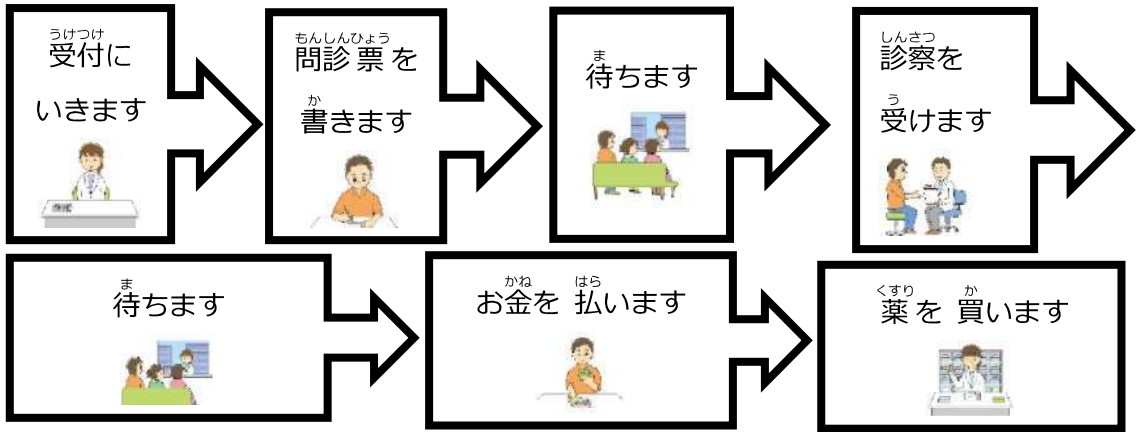 うけつけ
受付に
いきます
もんしんひょう
問診票を
か
書きます
ま
待ちます
しんさつ
診察を
う
受けます
ま
待ちます
かね はら
お金を 払います
くすり か
薬を 買います